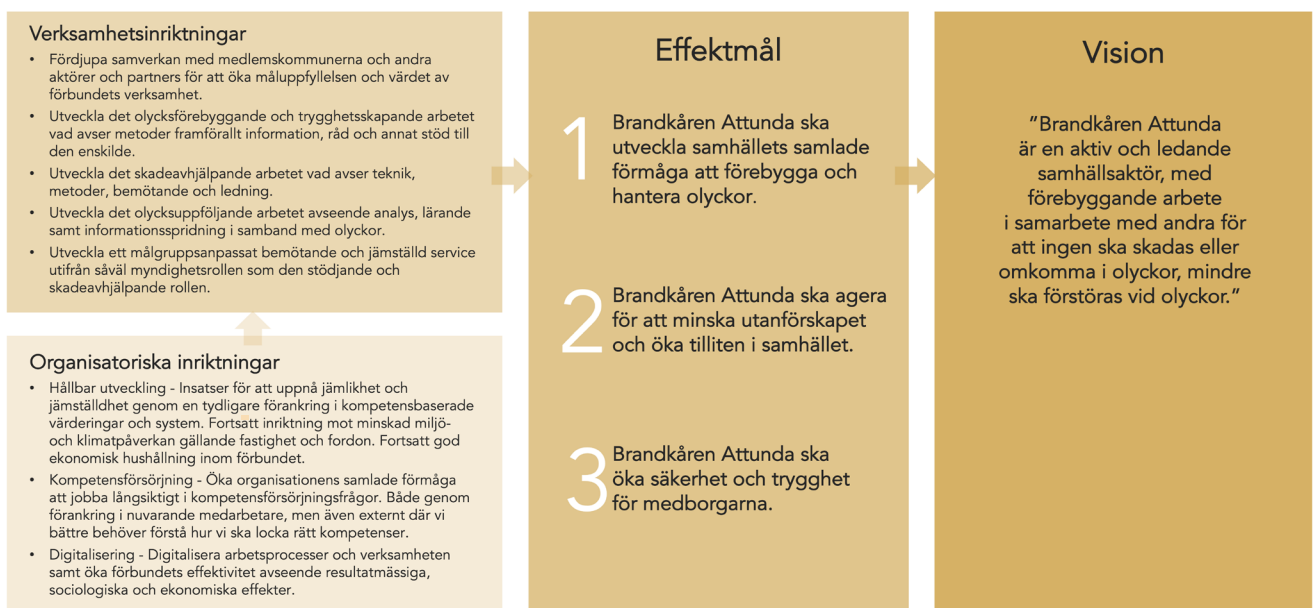 Verksamhetsinriktningar
• Fördjupa samverkan med medlemskommunerna och andra
aktörer och partners för att öka måluppfyllelsen och värdet av
förbundets verksamhet.
• Utveckla det olycksförebyggande och trygghetsskapande arbetet
vad avser metoder framförallt information, råd och annat stöd till
den enskilde.
• Utveckla det skadeavhjälpande arbetet vad avser teknik,
metoder, bemötande och ledning.
• Utveckla det olycksuppföljande arbetet avseende analys, lärande
samt informationsspridning i samband med olyckor.
• Utveckla ett målgruppsanpassat bemötande och jämställd service
utifrån såväl myndighetsrollen som den stödjande och
skadeavhjälpande rollen.
Organisatoriska inriktningar
• Hållbar utveckling - Insatser för att uppnå jämlikhet och
jämställdhet genom en tydligare förankring i kompetensbaserade
värderingar och system. Fortsatt inriktning mot minskad miljö-
och klimatpåverkan gällande fastighet och fordon. Fortsatt god
ekonomisk hushållning inom förbundet.
• Kompetensförsörjning - Öka organisationens samlade förmåga
att jobba långsiktigt i kompetensförsörjningsfrågor. Både genom
förankring i nuvarande medarbetare, men även externt där vi
bättre behöver förstå hur vi ska locka rätt kompetenser.
• Digitalisering - Digitalisera arbetsprocesser och verksamheten
samt öka förbundets effektivitet avseende resultatmässiga,
sociologiska och ekonomiska effekter.
Effektmål
1
Brandkåren Attunda ska
utveckla samhällets samlade
förmåga att förebygga och
hantera olyckor.
2
Brandkåren Attunda ska agera
för att minska utanförskapet
och öka tilliten i samhället.
3
Brandkåren Attunda ska
öka säkerhet och trygghet
för medborgarna.
Vision
”Brandkåren Attunda
är en aktiv och ledande
samhällsaktör, med
förebyggande arbete
i samarbete med andra för
att ingen ska skadas eller
omkomma i olyckor, mindre
ska förstöras vid olyckor.”